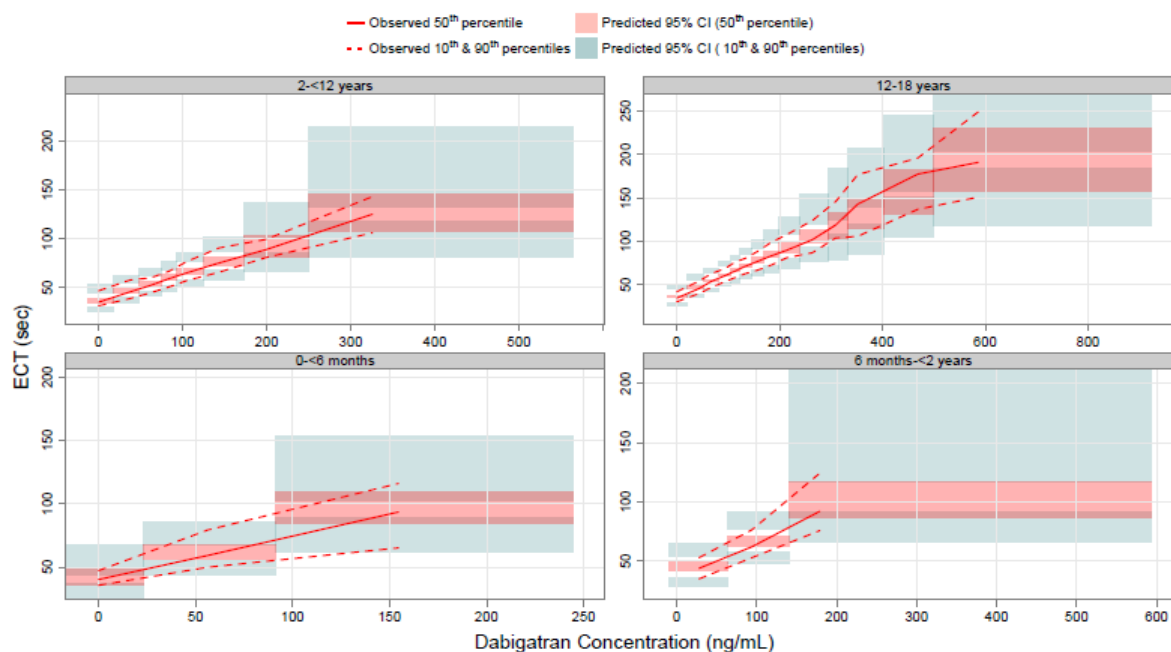 Observed 50th percentile
Predicted 95% CI (50th percentile)
Observed 10th & 90th percentiles
Predicted 95% CI ( 10th & 90th percentiles)
2-<12 years
12-18 years
200
150
100
50
0 100 200 300 400 500
250
200
150
100
50
0 200 400 600 800
ECT (sec)
0-<6 months
6 months-<2 years
200
150
100
50
0 50 100 150 200 250
200
150
100
50
0 100 200 300 400 500 600
Dabigatran Concentration (ng/mL)